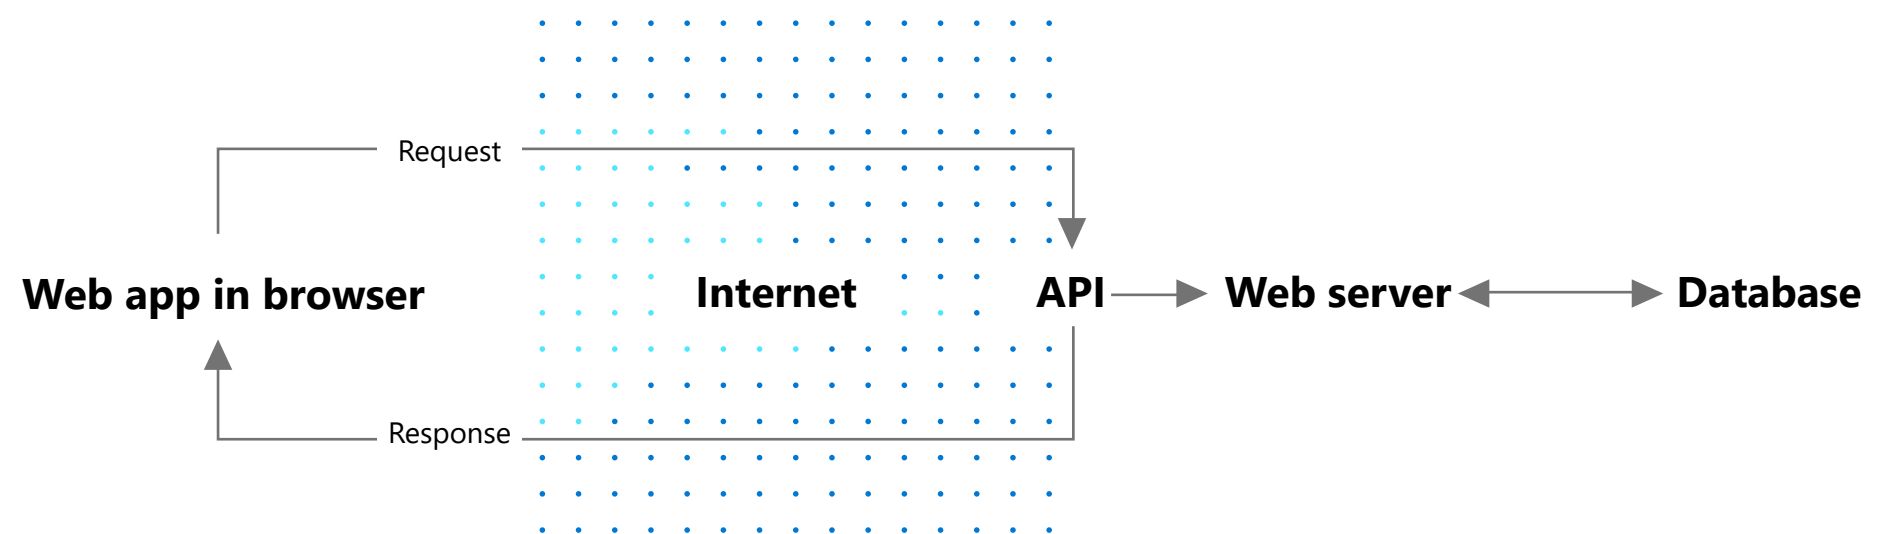 Request
Web app in browser
Internet
API
Web server
Database
Response